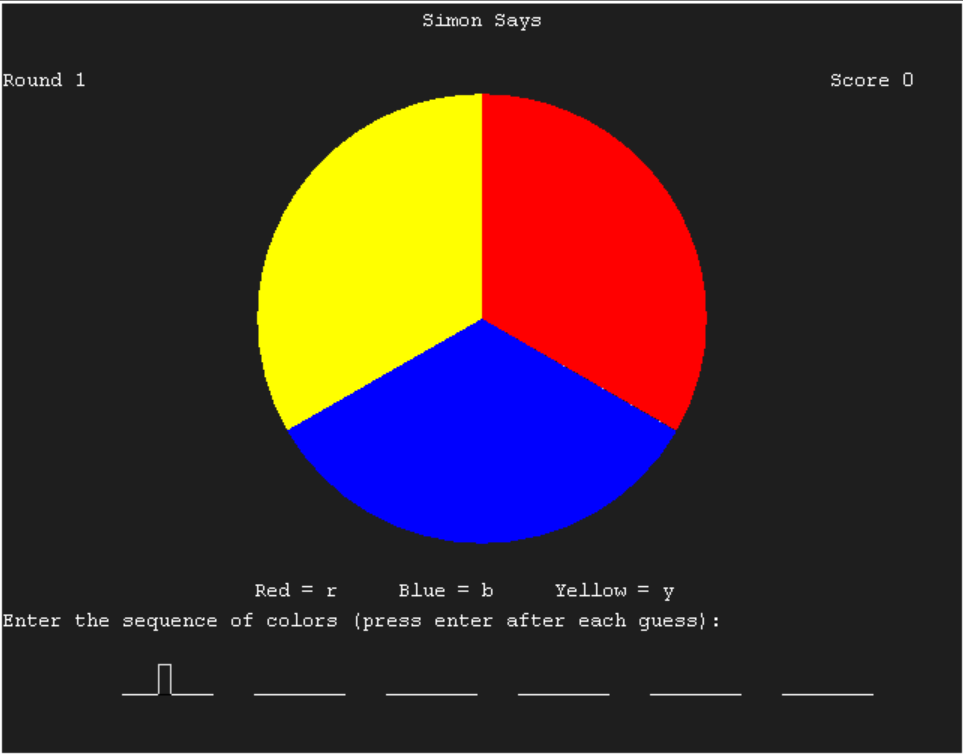 Simon Says
Round 1 Score 0
Red = r Blue = b Yellow = y
Enter the sequence of colors (press enter after each guess):